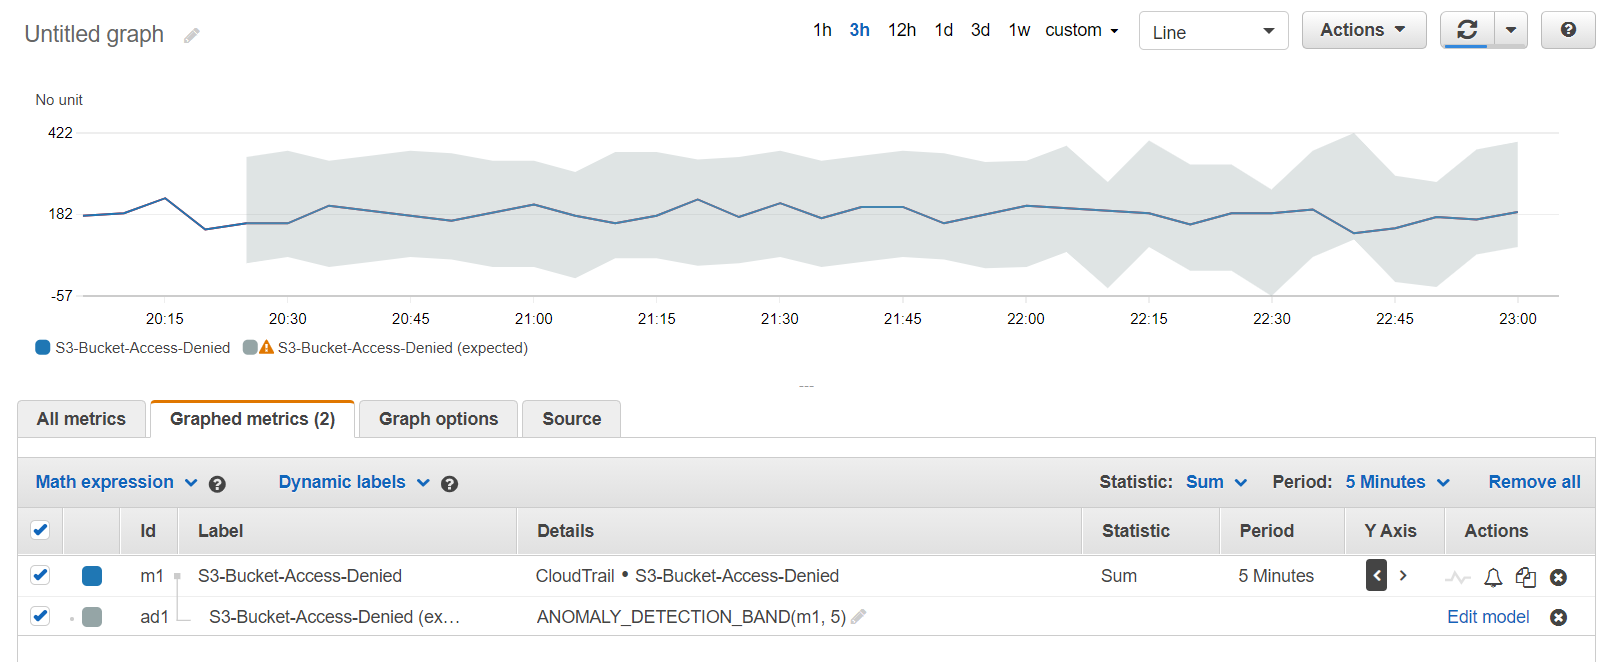 Untitled graph
1h 3h 12h 1d 3d 1w custom Line Actions
No unit
422
182
-57
20:15 20:30 20:45 21:00 21:15 21:30 21:45 22:00 22:15 22:30 22:45 23:00
S3-Bucket-Access-Denied S3-Bucket-Access-Denied (expected)
All metrics Graphed metrics (2) Graph options Source
Math expression Dynamic labels Statistic: Sum Period: 5 Minutes Remove all
Id Label Details Statistic Period Y Axis Actions
m1 S3-Bucket-Access-Denied CloudTrail • S3-Bucket-Access-Denied Sum 5 Minutes
ad1 S3-Bucket-Access-Denied (ex… ANOMALY_DETECTION_BAND(m1, 5) Edit model